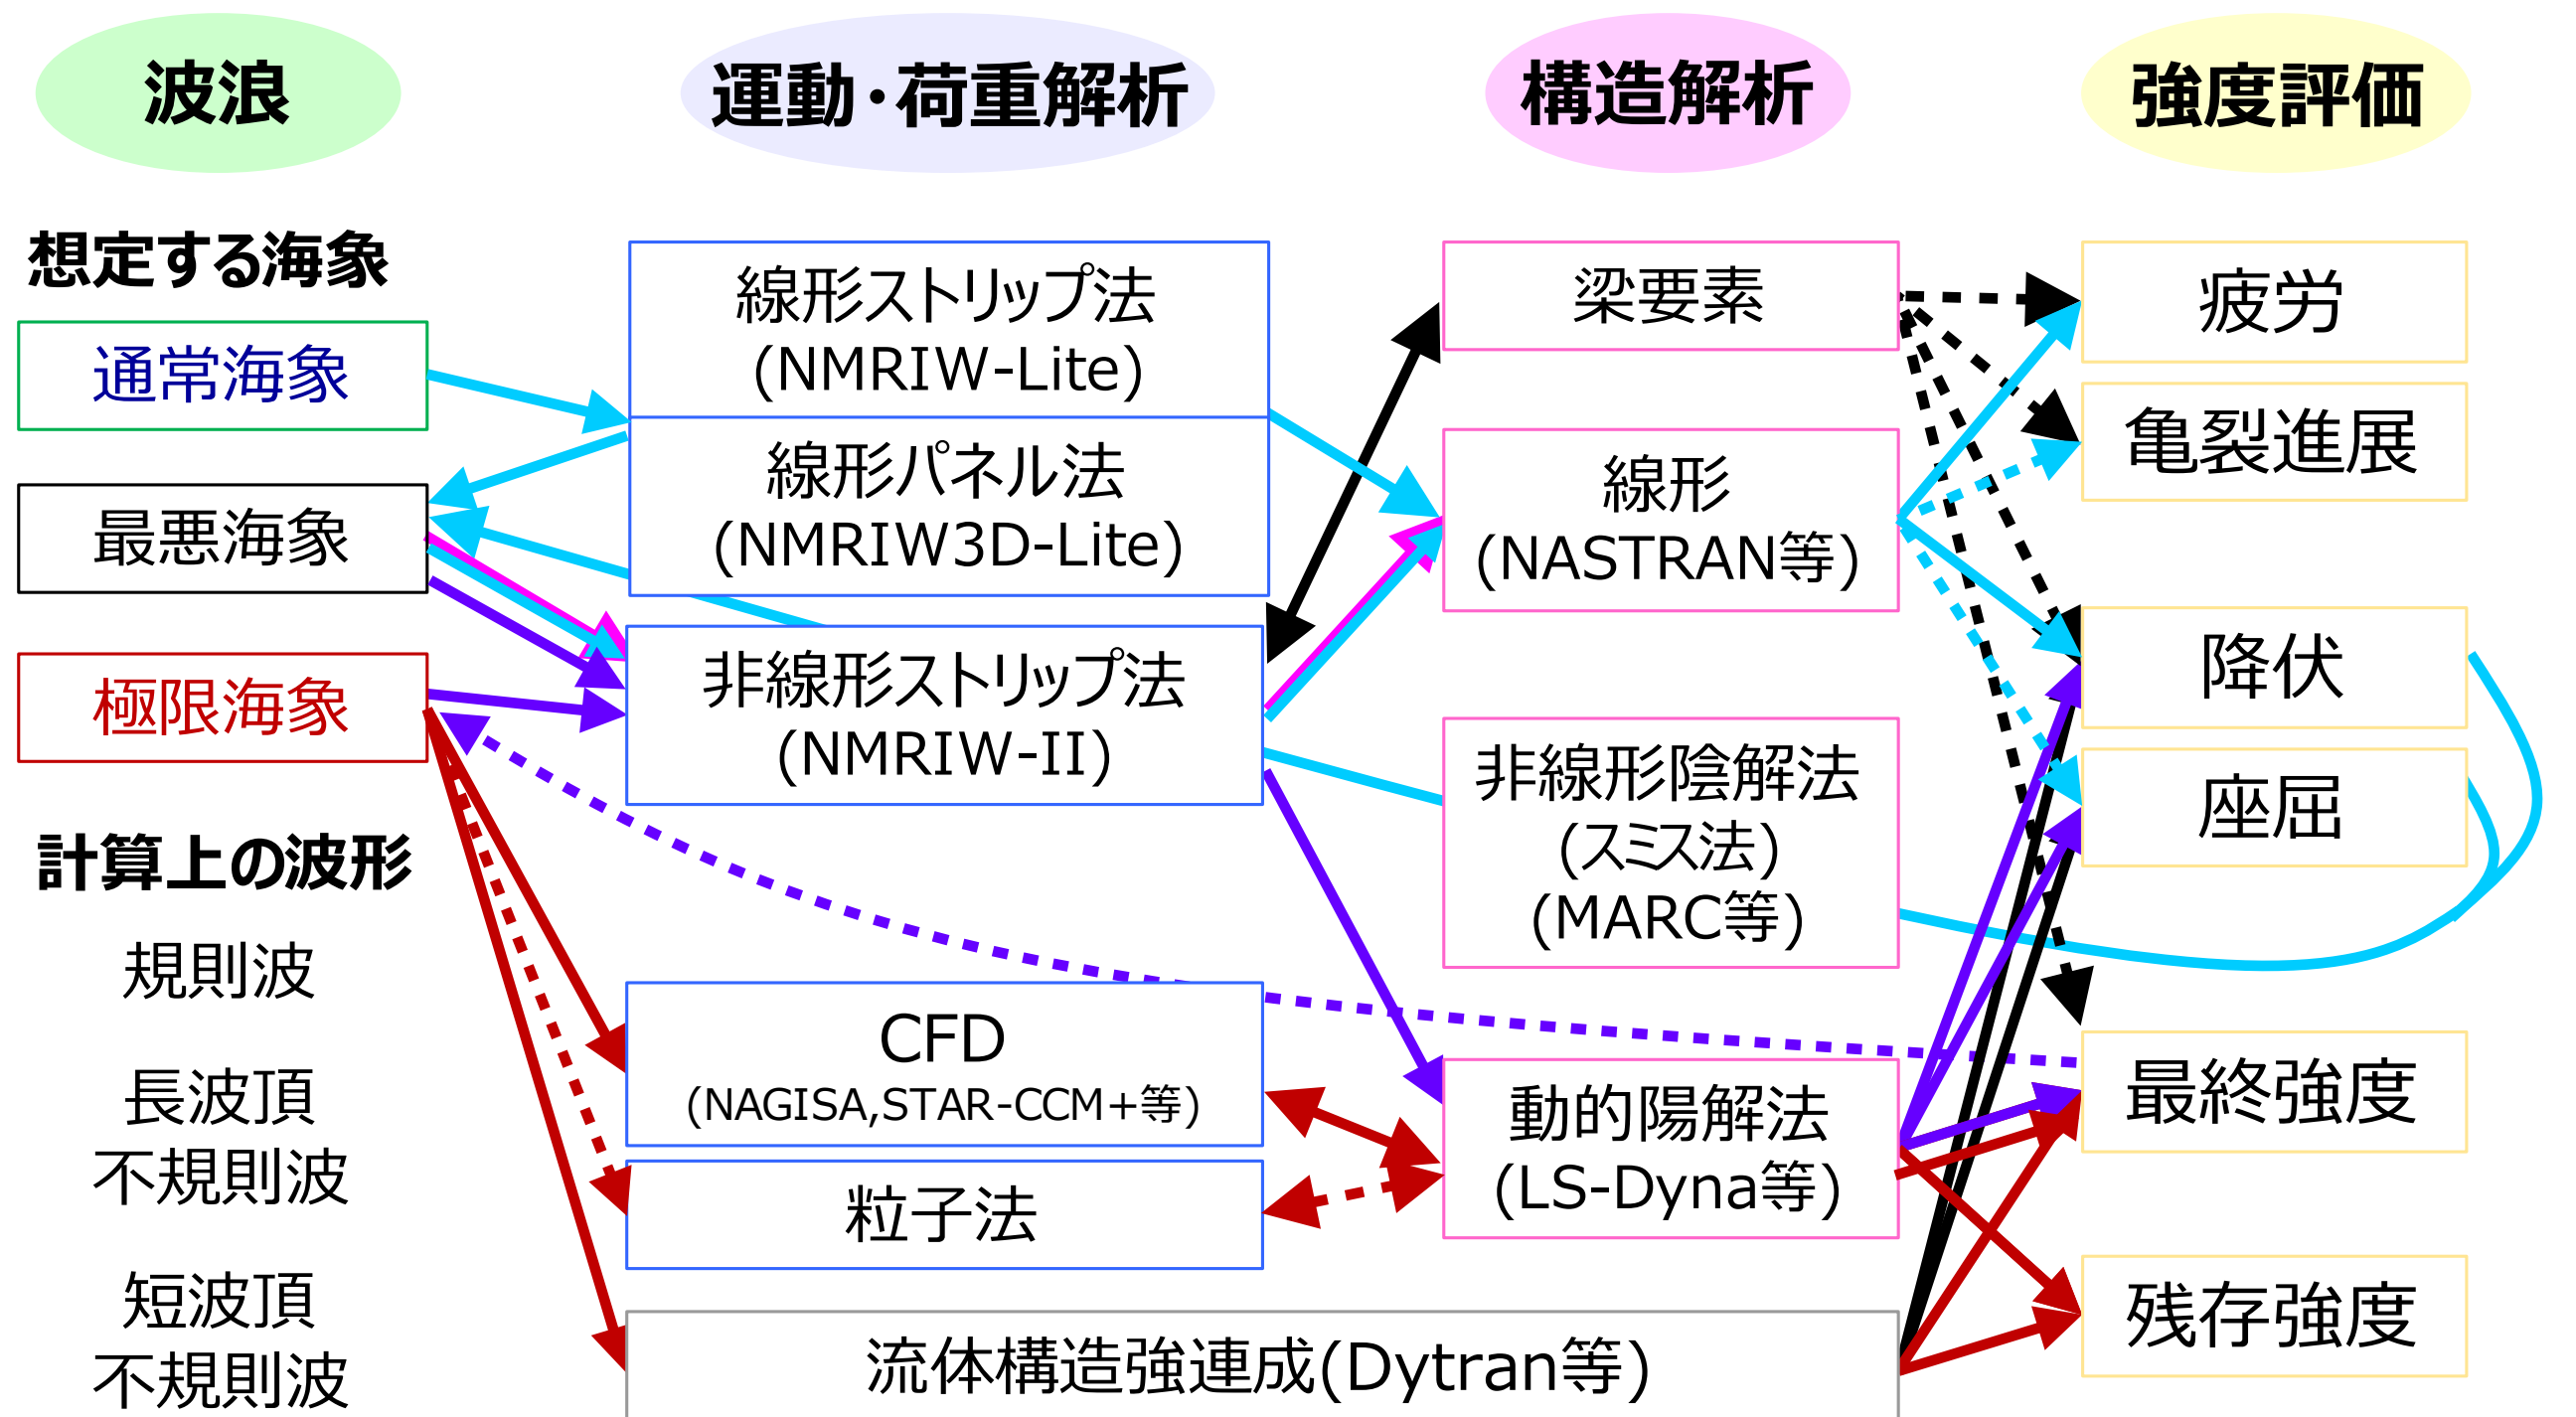 波浪
運動・荷重解析
構造解析
強度評価
想定する海象
通常海象
最悪海象
極限海象
計算上の波形
規則波
長波頂
不規則波
短波頂
不規則波
線形ストリップ法
(NMRIW-Lite)
線形パネル法
(NMRIW3D-Lite)
非線形ストリップ法
(NMRIW-II)
CFD
(NAGISA,STAR-CCM+等)
粒子法
流体構造強連成(Dytran等)
梁要素
線形
(NASTRAN等)
非線形陰解法
(スミス法)
(MARC等)
動的陽解法
(LS-Dyna等)
疲労
亀裂進展
降伏
座屈
最終強度
残存強度